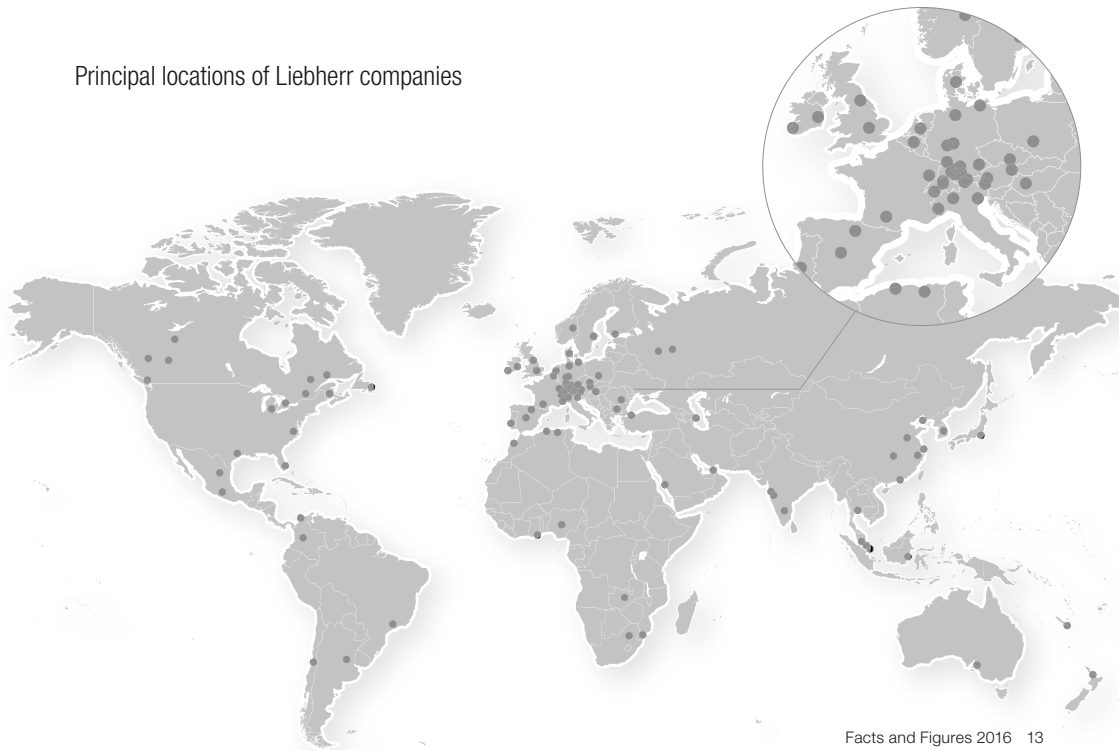 Principal locations of Liebherr companies
Facts and Figures 2016 13